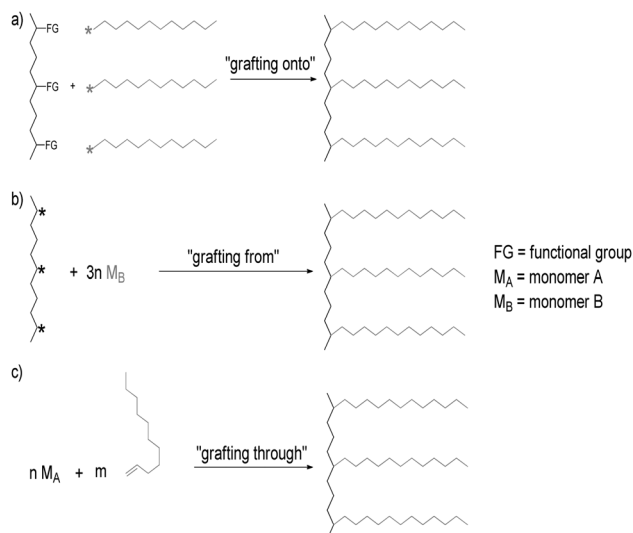 a)
FG
*
"grafting onto"
FG + *
FG *
b)
*
"grafting from"
* + 3n M_B
*
FG = functional group
M_A = monomer A
M_B = monomer B
c)
"grafting through"
n M_A + m